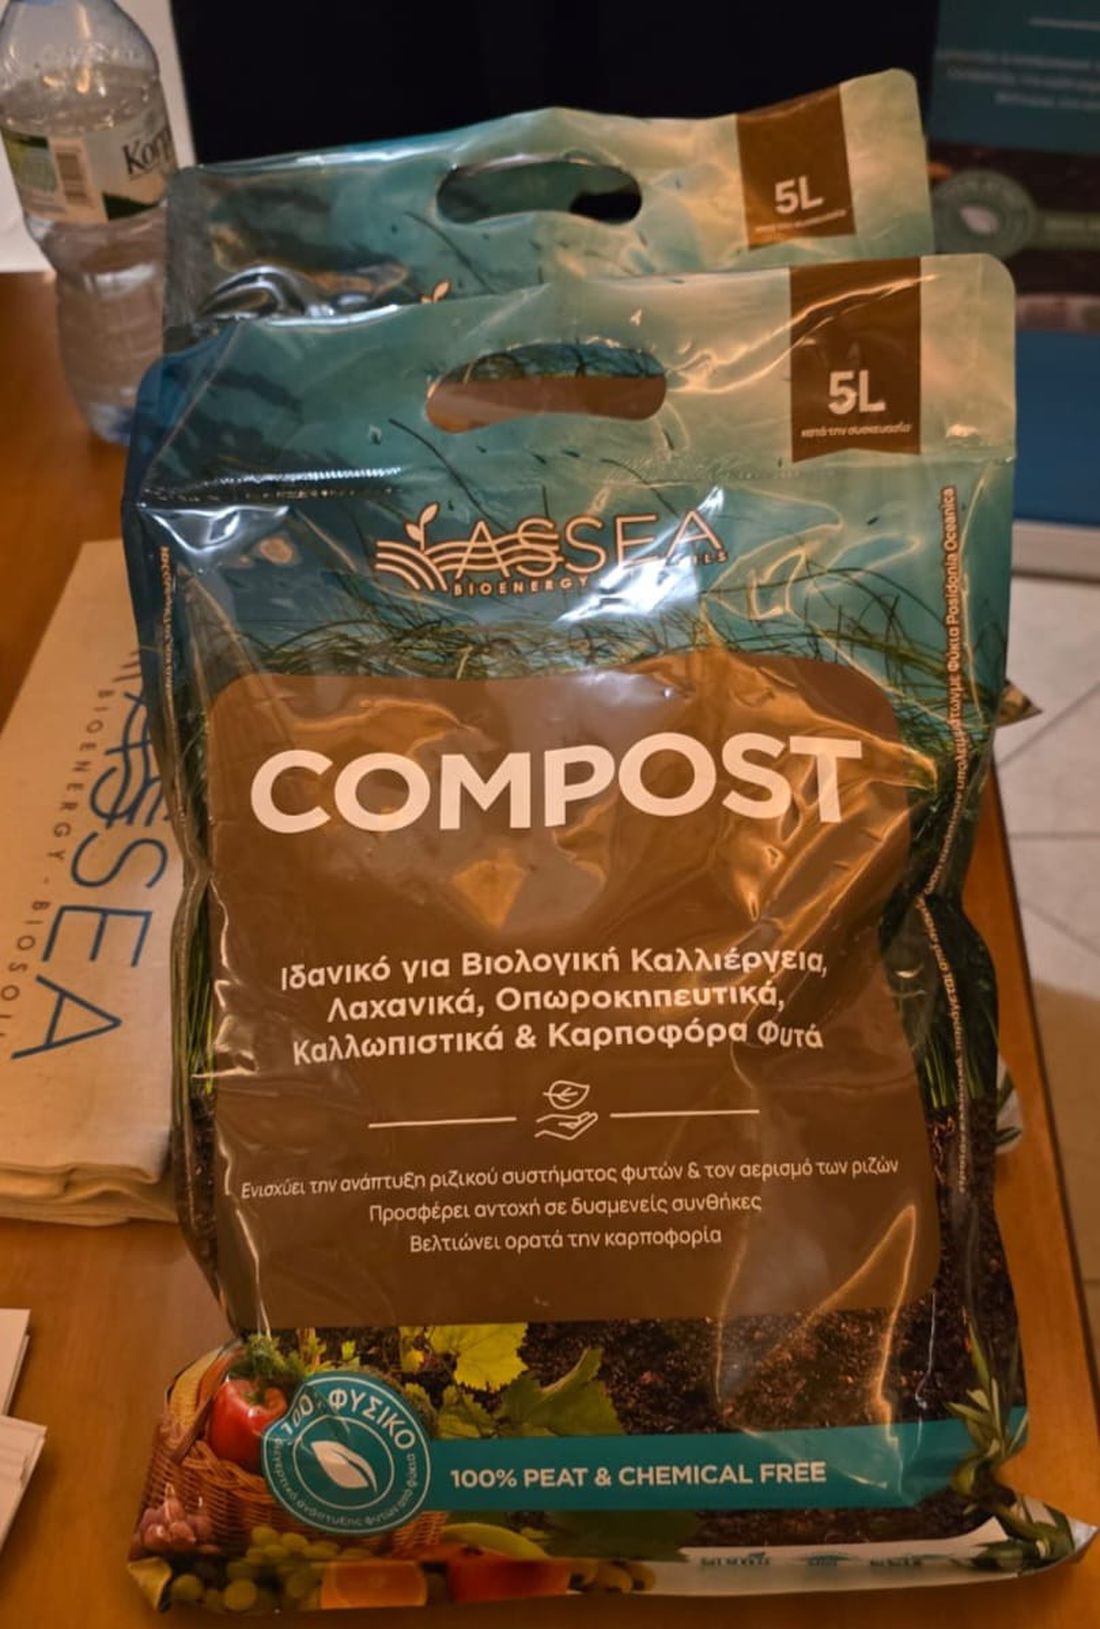 5L
5L
κατά την συσκευασία
ASSEA
BIOENERGY
COMPOST
Ιδανικό για Βιολογική Καλλιέργεια,
Λαχανικά, Οπωροκηπευτικά,
Καλλωπιστικά & Καρποφόρα Φυτά
Ενισχύει την ανάπτυξη ριζικού συστήματος φυτών & τον αερισμό των ριζών
Προσφέρει αντοχή σε δυσμενείς συνθήκες
Βελτιώνει ορατά την καρποφορία
100% ΦΥΣΙΚΟ
100% PEAT & CHEMICAL FREE
Φύκια Posidonia Oceanica
ASSEA
BIOENERGY -